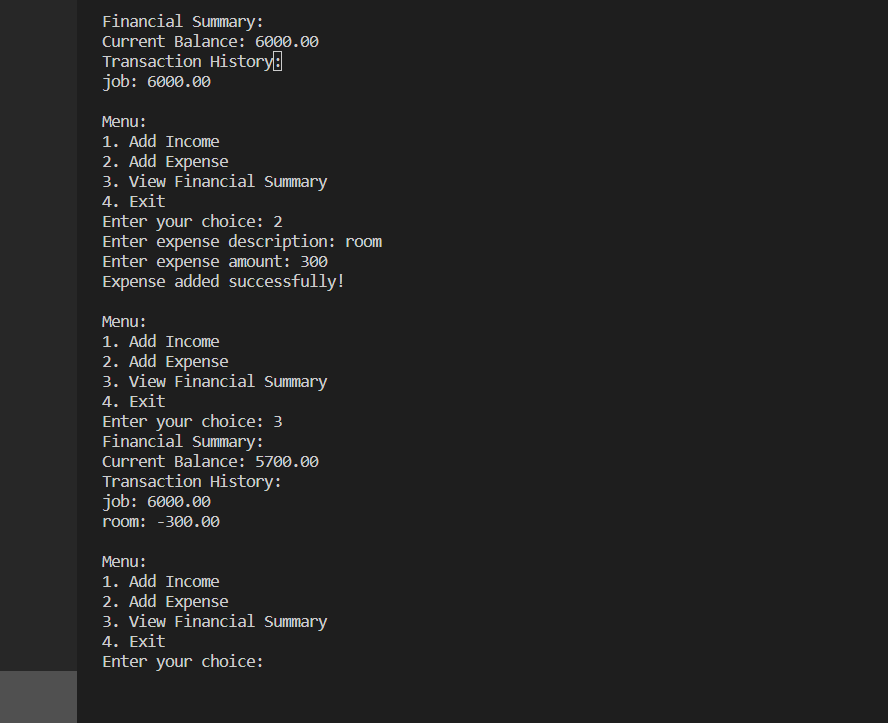 Financial Summary:
Current Balance: 6000.00
Transaction History:
job: 6000.00

Menu:
1. Add Income
2. Add Expense
3. View Financial Summary
4. Exit
Enter your choice: 2
Enter expense description: room
Enter expense amount: 300
Expense added successfully!

Menu:
1. Add Income
2. Add Expense
3. View Financial Summary
4. Exit
Enter your choice: 3
Financial Summary:
Current Balance: 5700.00
Transaction History:
job: 6000.00
room: -300.00

Menu:
1. Add Income
2. Add Expense
3. View Financial Summary
4. Exit
Enter your choice: